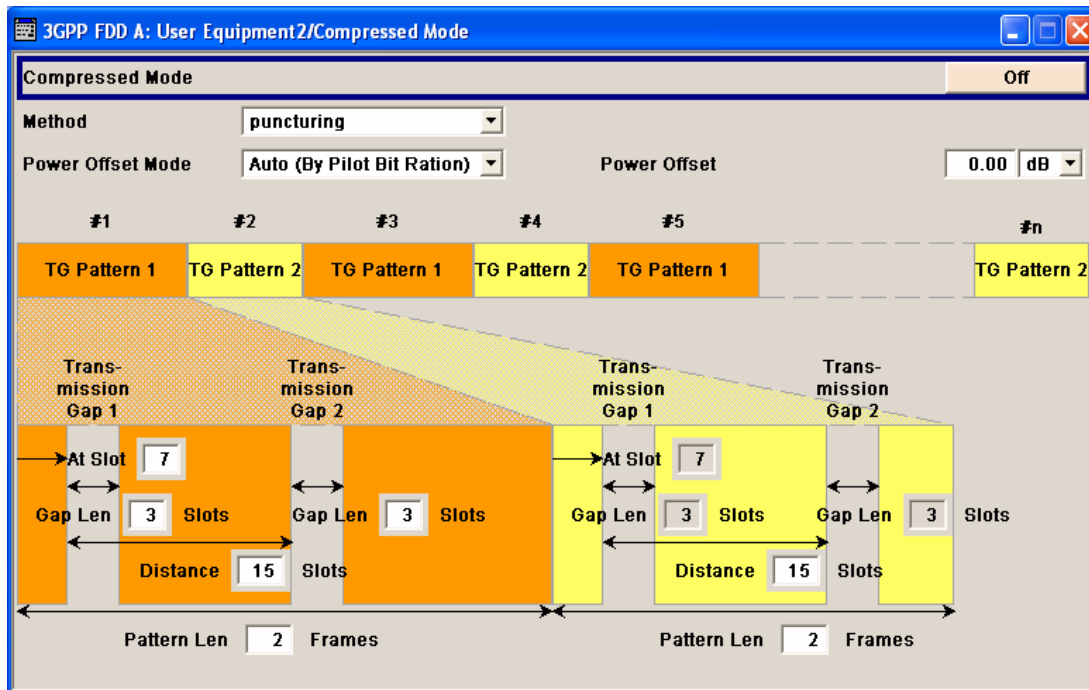 3GPP FDD A: User Equipment2/Compressed Mode
Compressed Mode Off
Method puncturing
Power Offset Mode Auto (By Pilot Bit Ration) Power Offset 0.00 dB
#1 #2 #3 #4 #5 #n
TG Pattern 1 TG Pattern 2 TG Pattern 1 TG Pattern 2 TG Pattern 1 TG Pattern 2
Trans- Trans- Trans- Trans-
mission mission mission mission
Gap 1 Gap 2 Gap 1 Gap 2
At Slot 7 At Slot 7
Gap Len 3 Slots Gap Len 3 Slots Gap Len 3 Slots Gap Len 3 Slots
Distance 15 Slots Distance 15 Slots
Pattern Len 2 Frames Pattern Len 2 Frames